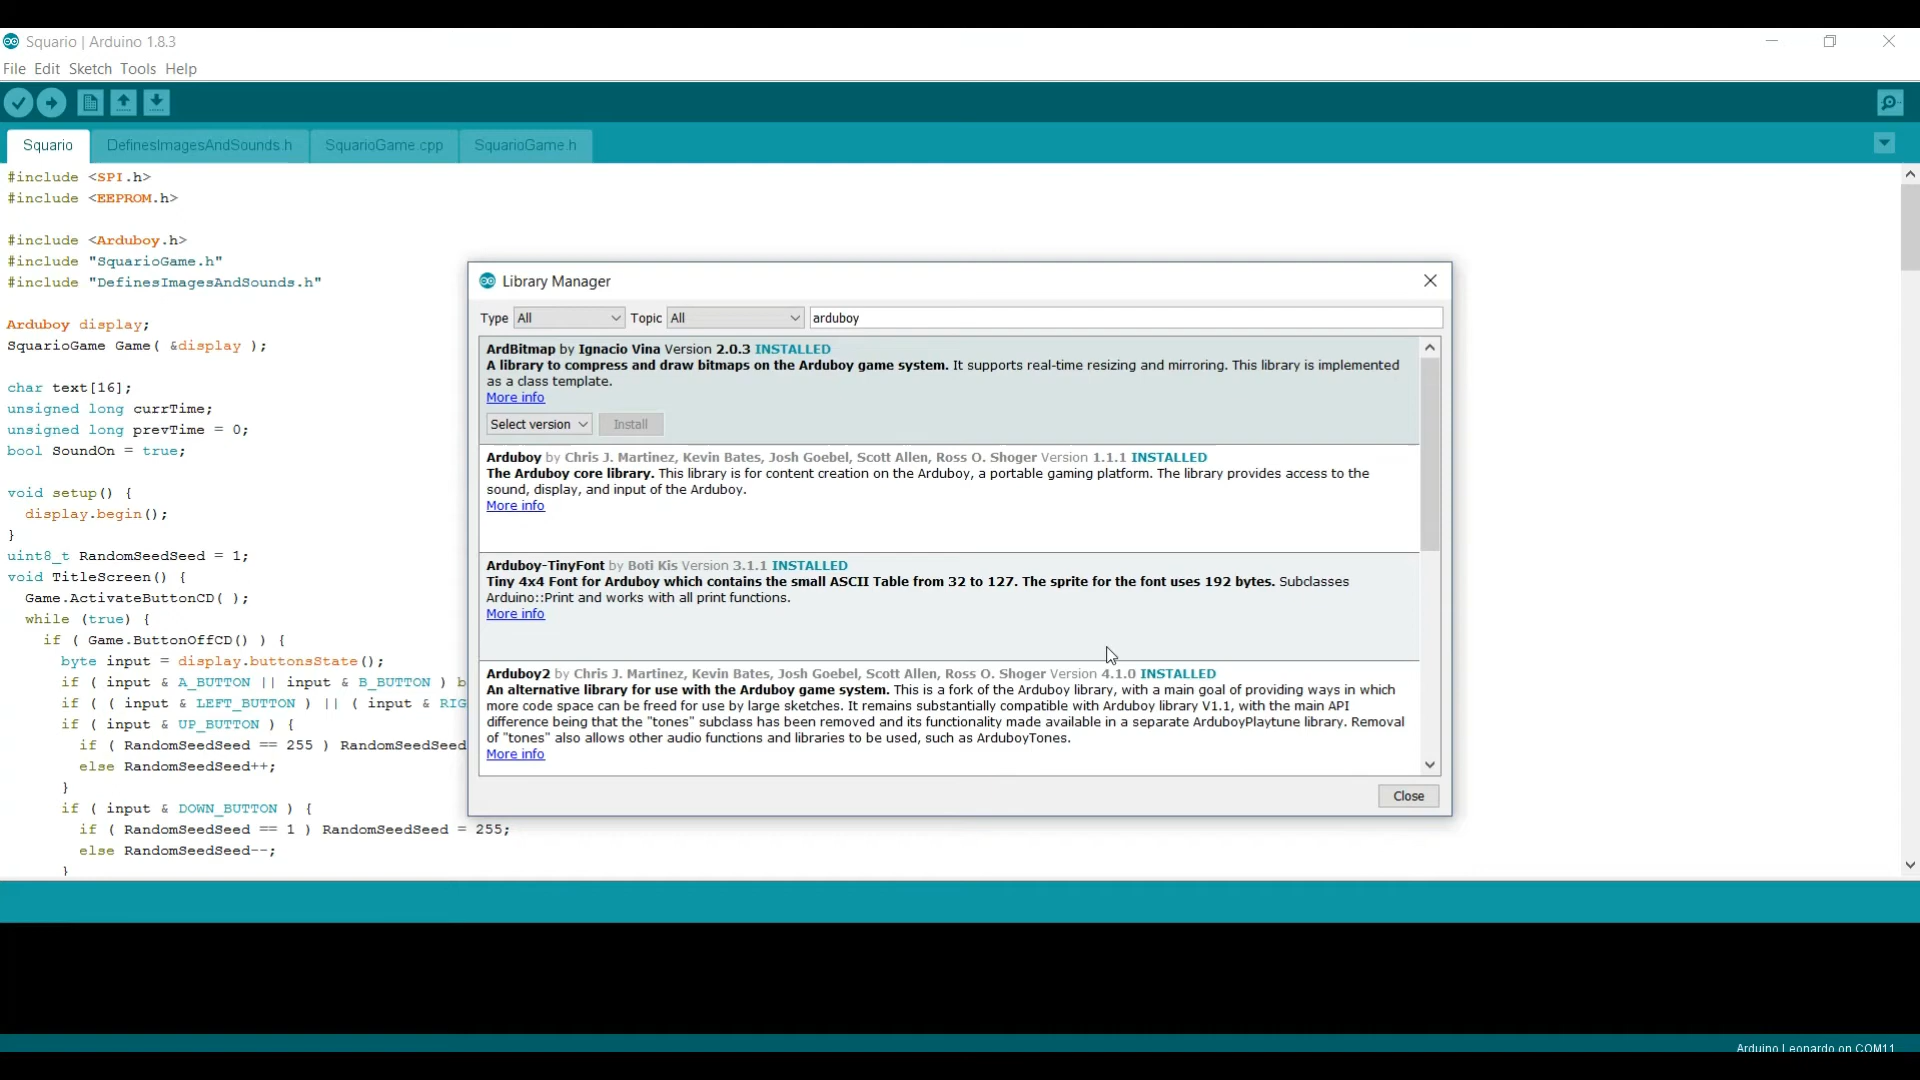 Squario | Arduino 1.8.3
File Edit Sketch Tools Help
Squario DefinesImagesAndSounds.h SquarioGame.cpp SquarioGame.h
#include <SPI.h>
#include <EEPROM.h>
#include <Arduboy.h>
#include "SquarioGame.h"
#include "DefinesImagesAndSounds.h"
Arduboy display;
SquarioGame Game( &display );
char text[16];
unsigned long currTime;
unsigned long prevTime = 0;
bool SoundOn = true;
void setup() {
display.begin();
}
uint8_t RandomSeedSeed = 1;
void TitleScreen() {
Game.ActivateButtonCD( );
while (true) {
if ( Game.ButtonOffCD() ) {
byte input = display.buttonsState();
if ( input & A_BUTTON || input & B_BUTTON ) b
if ( ( input & LEFT_BUTTON ) || ( input & RIG
if ( input & UP_BUTTON ) {
if ( RandomSeedSeed == 255 ) RandomSeedSeed
else RandomSeedSeed++;
}
if ( input & DOWN_BUTTON ) {
if ( RandomSeedSeed == 1 ) RandomSeedSeed = 255;
else RandomSeedSeed--;
}
Library Manager
Type All Topic All arduboy
ArdBitmap by Ignacio Vina Version 2.0.3 INSTALLED
A library to compress and draw bitmaps on the Arduboy game system. It supports real-time resizing and mirroring. This library is implemented
as a class template.
More info
Select version Install
Arduboy by Chris J. Martinez, Kevin Bates, Josh Goebel, Scott Allen, Ross O. Shoger Version 1.1.1 INSTALLED
The Arduboy core library. This library is for content creation on the Arduboy, a portable gaming platform. The library provides access to the
sound, display, and input of the Arduboy.
More info
Arduboy-TinyFont by Boti Kis Version 3.1.1 INSTALLED
Tiny 4x4 Font for Arduboy which contains the small ASCII Table from 32 to 127. The sprite for the font uses 192 bytes. Subclasses
Arduino::Print and works with all print functions.
More info
Arduboy2 by Chris J. Martinez, Kevin Bates, Josh Goebel, Scott Allen, Ross O. Shoger Version 4.1.0 INSTALLED
An alternative library for use with the Arduboy game system. This is a fork of the Arduboy library, with a main goal of providing ways in which
more code space can be freed for use by large sketches. It remains substantially compatible with Arduboy library V1.1, with the main API
difference being that the "tones" subclass has been removed and its functionality made available in a separate ArduboyPlaytune library. Removal
of "tones" also allows other audio functions and libraries to be used, such as ArduboyTones.
More info
Close
Arduino Leonardo on COM11